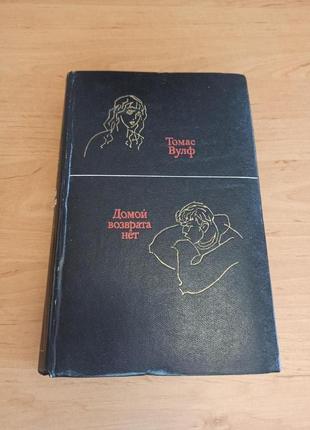 Томас
Вулф
Домой
возврата
нет